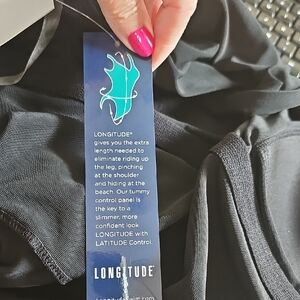 LONGITUDE®
gives you the extra
length needed to
eliminate riding up
the leg, pinching
at the shoulder
and hiding at the
beach. Our tummy
control panel is
the key to a
slimmer, more
confident look
LONGITUDE with
LATITUDE Control.
LONGITUDE®